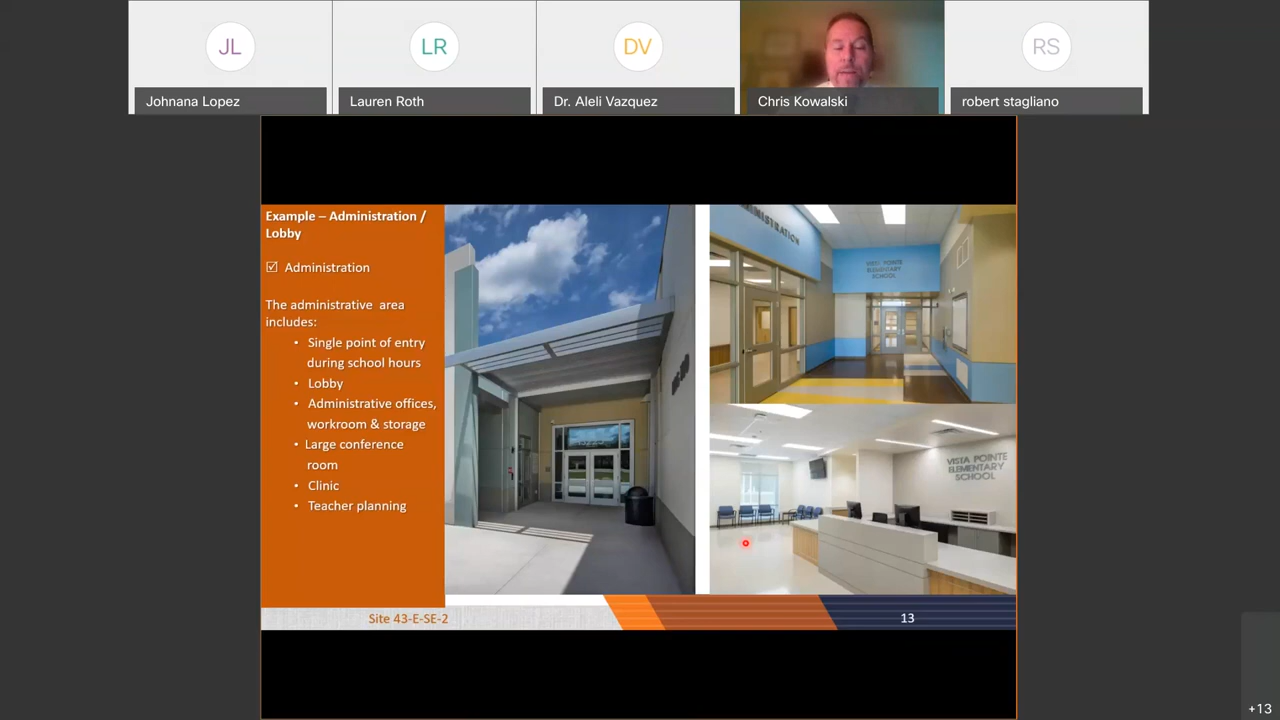 JL
LR
DV
RS
Johnana Lopez
Lauren Roth
Dr. Aleli Vazquez
Chris Kowalski
robert stagliano
Example – Administration /
Lobby
☑ Administration
The administrative area
includes:
• Single point of entry
during school hours
• Lobby
• Administrative offices,
workroom & storage
• Large conference
room
• Clinic
• Teacher planning
VISTA POINTE
ELEMENTARY
SCHOOL
VISTA POINTE
ELEMENTARY
SCHOOL
Site 43-E-SE-2
13
+13